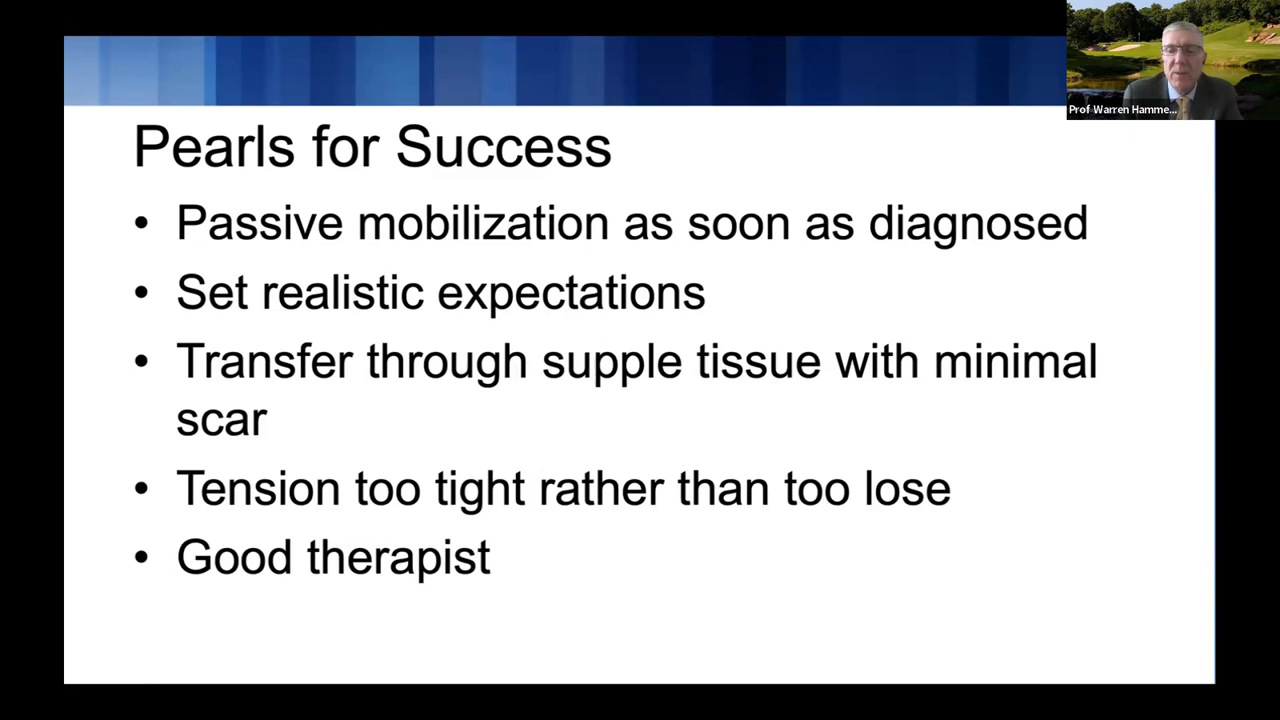 Prof Warren Hamme...
Pearls for Success
• Passive mobilization as soon as diagnosed
• Set realistic expectations
• Transfer through supple tissue with minimal
scar
• Tension too tight rather than too lose
• Good therapist